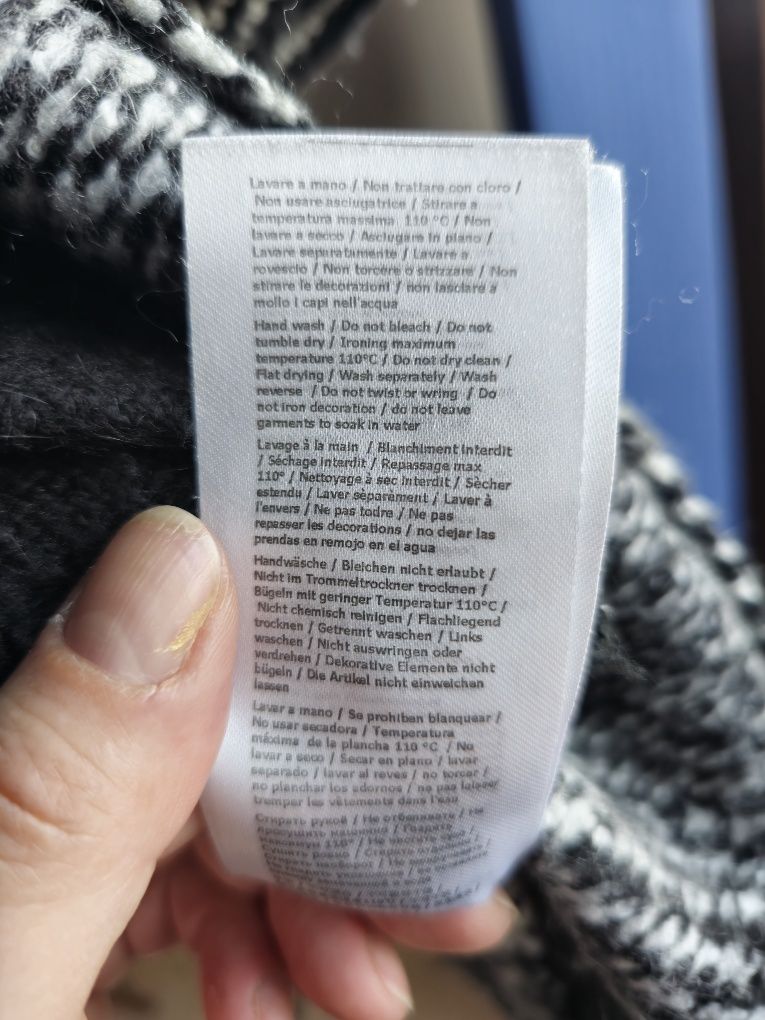 Lavare a mano / Non trattare con cloro /
Non usare asciugatrice / Stirare a
temperatura massima 110 °C / Non
lavare a secco / Asciugare in piano /
Lavare separatamente / Lavare a
rovescio / Non torcere o strizzare / Non
stirare le decorazioni / non lasciare a
mollo i capi nell'acqua
Hand wash / Do not bleach / Do not
tumble dry / Ironing maximum
temperature 110°C / Do not dry clean /
Flat drying / Wash separately / Wash
reverse / Do not twist or wring / Do
not iron decoration / do not leave
garments to soak in water
Lavage à la main / Blanchiment interdit
/ Séchage interdit / Repassage max
110° / Nettoyage à sec interdit / Sècher
estendu / Laver séparément / Laver à
l'envers / Ne pas todre / Ne pas
repasser les decorations / no dejar las
prendas en remojo en el agua
Handwäsche / Bleichen nicht erlaubt /
Nicht im Trommeltrockner trocknen /
Bügeln mit geringer Temperatur 110°C /
Nicht chemisch reinigen / Flachliegend
trocknen / Getrennt waschen / Links
waschen / Nicht auswringen oder
verdrehen / Dekorative Elemente nicht
bügeln / Die Artikel nicht einweichen
lassen
Lavar a mano / Se prohiben blanquear /
No usar secadora / Temperatura
máxima de la plancha 110 °C / No
lavar a seco / Secar en plano / lavar
separado / lavar al reves / no torcer /
no planchar los adornos / ne pas laisser
tremper les vêtements dans l'eau
Стирать рукой / Не отбеливать / Не